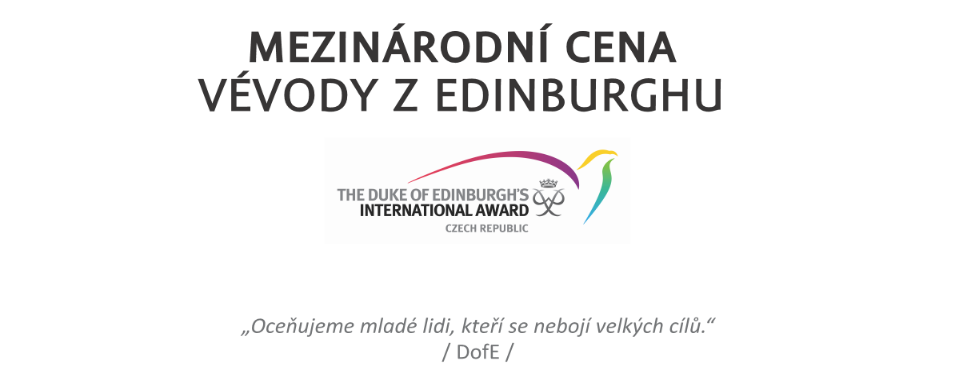 MEZINÁRODNÍ CENA
VÉVODY Z EDINBURGHU
THE DUKE OF EDINBURGH'S
INTERNATIONAL AWARD
CZECH REPUBLIC
„Oceňujeme mladé lidi, kteří se nebojí velkých cílů.“
/ DofE /